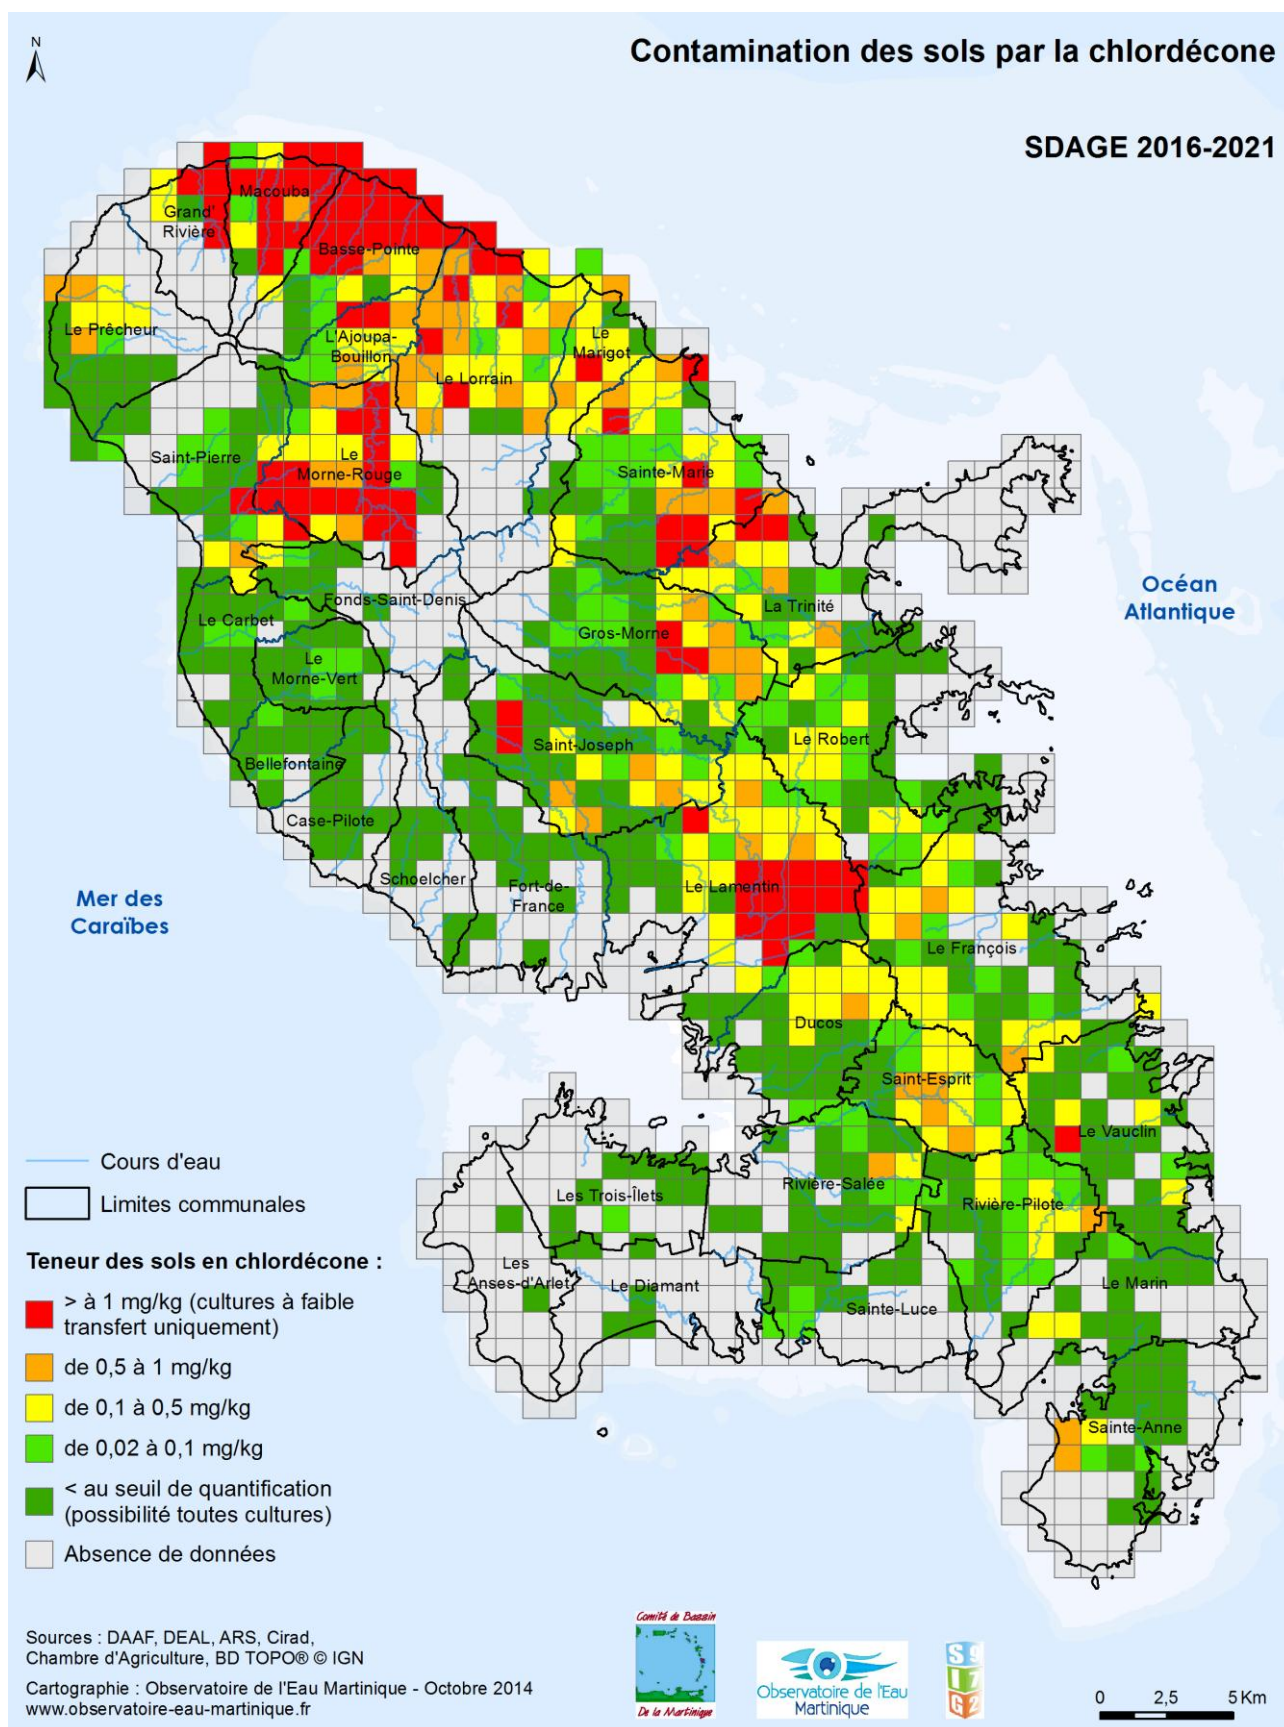 N
Contamination des sols par la chlordécone
SDAGE 2016-2021
Macouba
Grand'
Rivière
Basse-Pointe
Le Prêcheur
L'Ajoupa-
Bouillon
Le
Marigot
Le Lorrain
Saint-Pierre
Le
Morne-Rouge
Sainte-Marie
Océan
Atlantique
Fonds-Saint-Denis
La Trinité
Le Carbet
Gros-Morne
Le
Morne-Vert
Saint-Joseph
Le Robert
Bellefontaine
Case-Pilote
Schoelcher
Fort-de-
France
Le Lamentin
Mer des
Caraïbes
Le François
Ducos
Saint-Esprit
Le Vauclin
Rivière-Salée
Les Trois-Îlets
Rivière-Pilote
Les
Anses-d'Arlet
Le Diamant
Le Marin
Sainte-Luce
Sainte-Anne
Cours d'eau
Limites communales
Teneur des sols en chlordécone :
> à 1 mg/kg (cultures à faible
transfert uniquement)
de 0,5 à 1 mg/kg
de 0,1 à 0,5 mg/kg
de 0,02 à 0,1 mg/kg
< au seuil de quantification
(possibilité toutes cultures)
Absence de données
Sources : DAAF, DEAL, ARS, Cirad,
Chambre d'Agriculture, BD TOPO® © IGN
Cartographie : Observatoire de l'Eau Martinique - Octobre 2014
www.observatoire-eau-martinique.fr
Comité de Bassin
De la Martinique
Observatoire de l'Eau
Martinique
S 9
I 7
G 2
0 2,5 5 Km